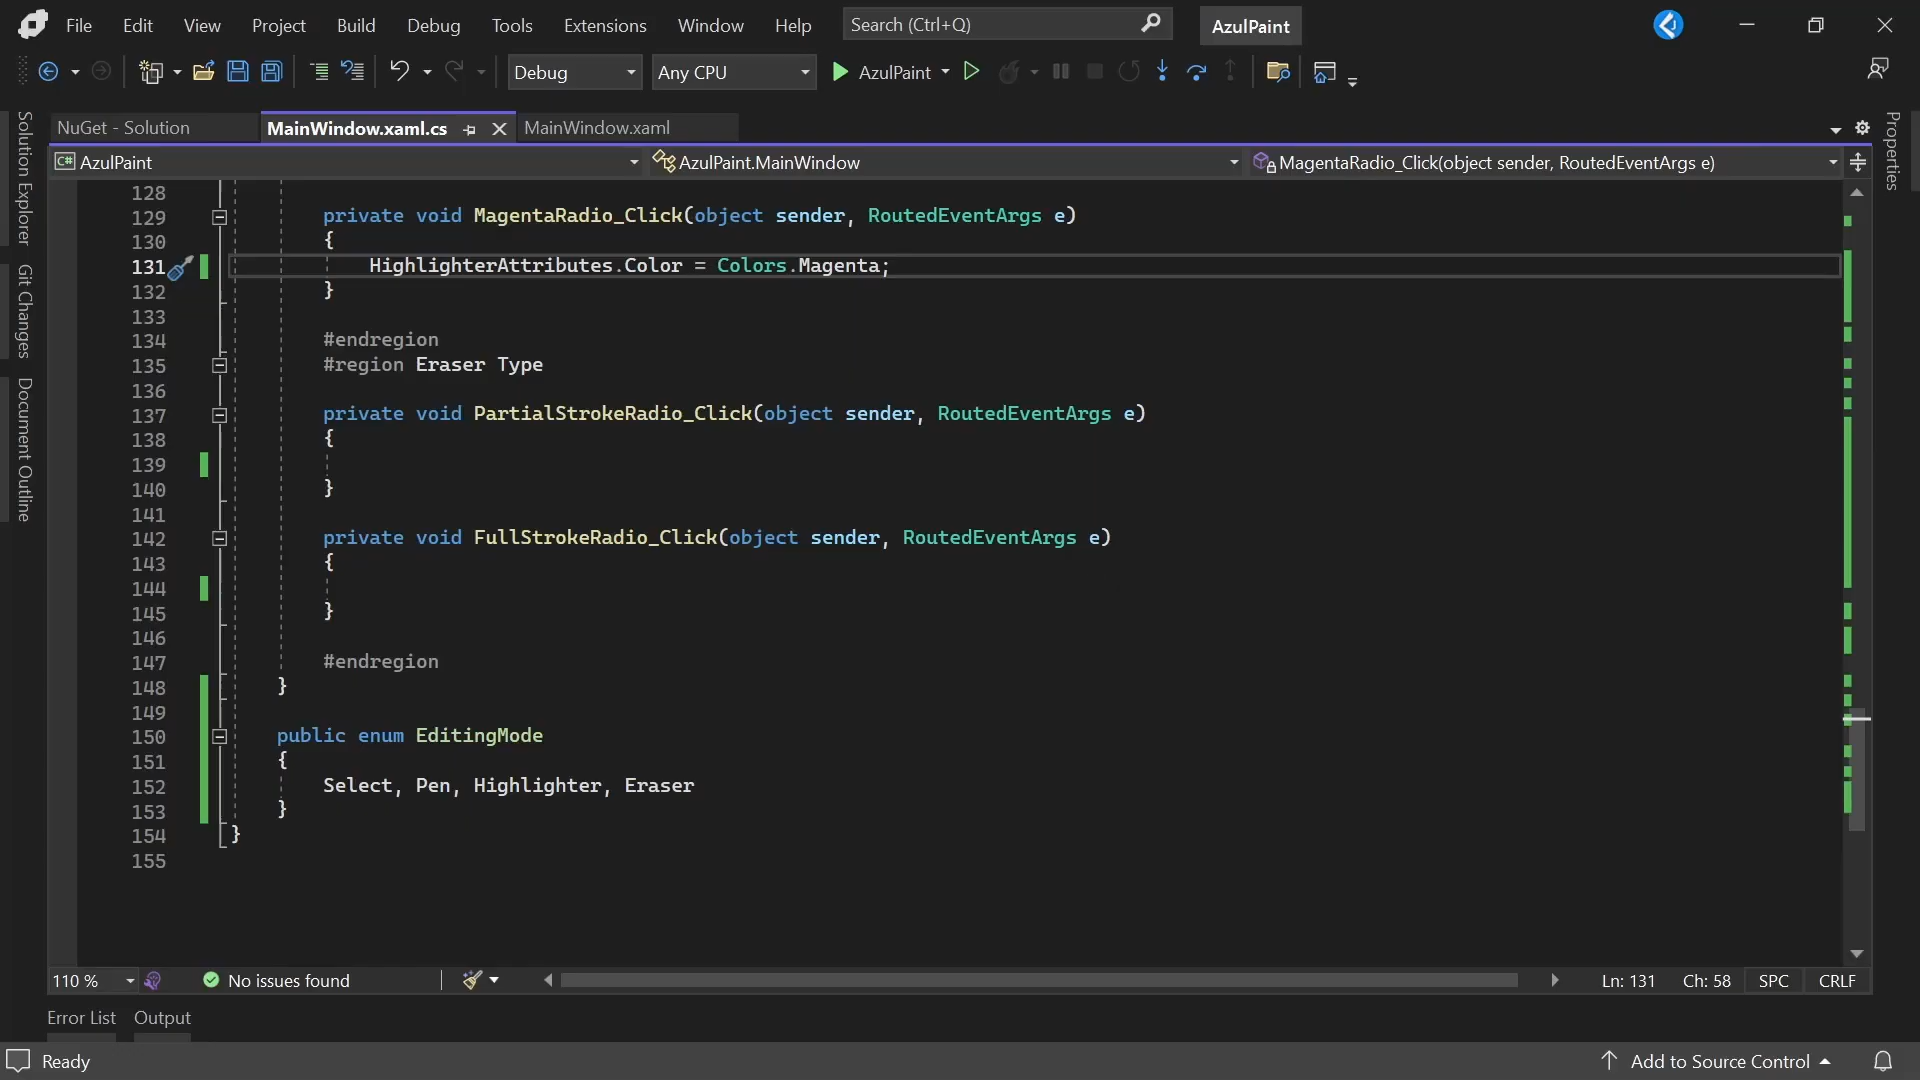 File Edit View Project Build Debug Tools Extensions Window Help Search (Ctrl+Q) AzulPaint
Debug Any CPU AzulPaint
NuGet - Solution MainWindow.xaml.cs MainWindow.xaml
C# AzulPaint AzulPaint.MainWindow MagentaRadio_Click(object sender, RoutedEventArgs e)
Solution Explorer
Git Changes
Document Outline
Properties
128
129 private void MagentaRadio_Click(object sender, RoutedEventArgs e)
130 {
131 HighlighterAttributes.Color = Colors.Magenta;
132 }
133
134 #endregion
135 #region Eraser Type
136
137 private void PartialStrokeRadio_Click(object sender, RoutedEventArgs e)
138 {
139
140 }
141
142 private void FullStrokeRadio_Click(object sender, RoutedEventArgs e)
143 {
144
145 }
146
147 #endregion
148 }
149
150 public enum EditingMode
151 {
152 Select, Pen, Highlighter, Eraser
153 }
154 }
155
110 % No issues found Ln: 131 Ch: 58 SPC CRLF
Error List Output
Ready Add to Source Control